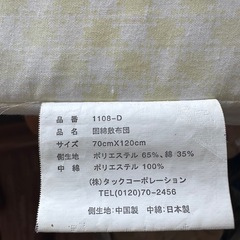 品番 1108-D
品名 固綿敷布団
サイズ 70cmX120cm
側生地 ポリエステル 65%、綿 35%
中綿 ポリエステル 100%
(株)タックコーポレーション
TEL(0120)70-2456
側生地：中国製 中綿：日本製